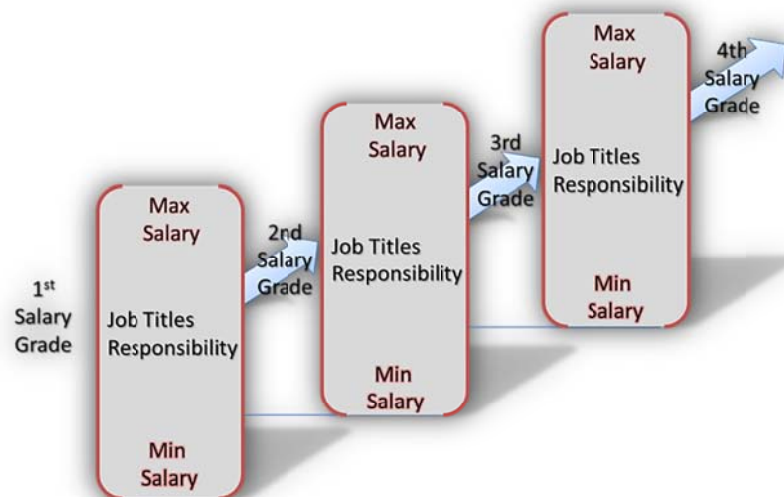 1st
Salary
Grade
Max
Salary
Job Titles
Responsibility
Min
Salary
2rd
Salary
Grade
Max
Salary
Job Titles
Responsibility
Min
Salary
3rd
Salary
Grade
Max
Salary
Job Titles
Responsibility
Min
Salary
4th
Salary
Grade